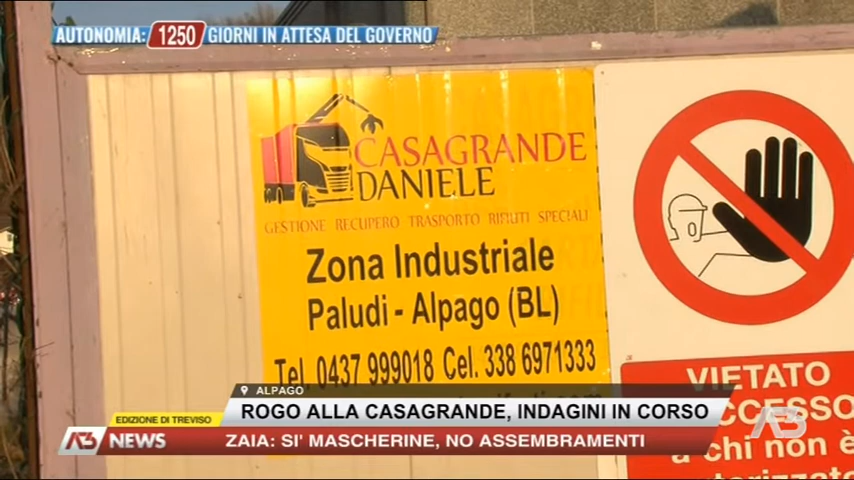 AUTONOMIA: 1250 GIORNI IN ATTESA DEL GOVERNO
CASAGRANDE
DANIELE
GESTIONE RECUPERO TRASPORTO RIFIUTI SPECIALI
Zona Industriale
Paludi - Alpago (BL)
Tel. 0437 999018 Cel. 338 6971333
VIETATO
CCESSO
a chi non è
ALPAGO
ROGO ALLA CASAGRANDE, INDAGINI IN CORSO
EDIZIONE DI TREVISO
A3 NEWS
ZAIA: SI' MASCHERINE, NO ASSEMBRAMENTI
A3